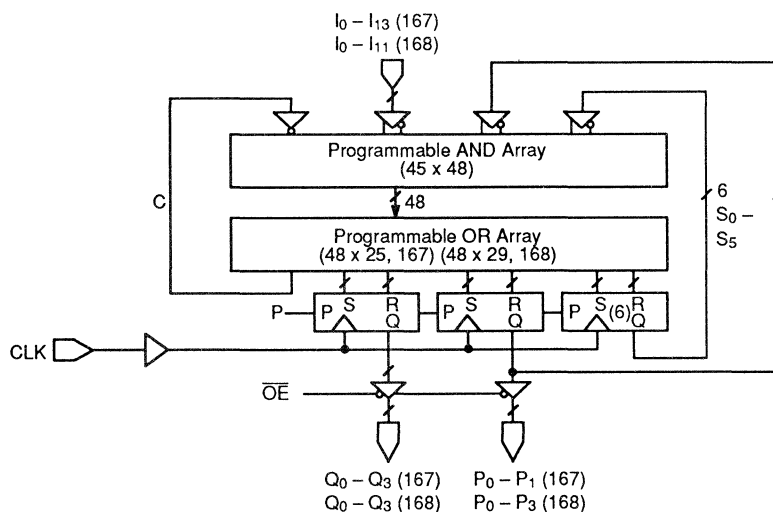 I0 – I13 (167)
I0 – I11 (168)
Programmable AND Array
(45 x 48)
C
48
6
S0 –
S5
Programmable OR Array
(48 x 25, 167) (48 x 29, 168)
P P S R Q
P S R Q
P S (6) R Q
CLK
OE
Q0 – Q3 (167) P0 – P1 (167)
Q0 – Q3 (168) P0 – P3 (168)